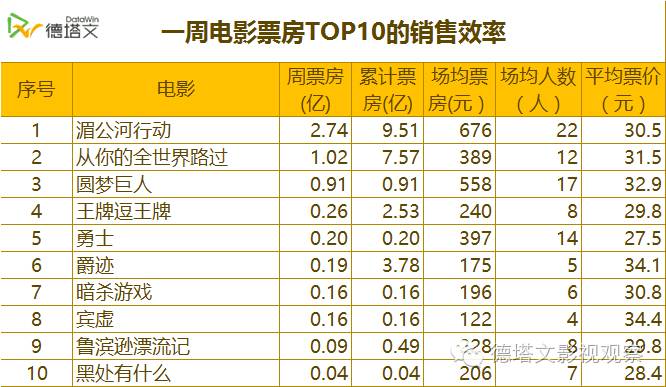 DataWin
德塔文
一周电影票房TOP10的销售效率
序号 电影 周票房(亿) 累计票房(亿) 场均票房(元) 场均人数(人) 平均票价(元)
1 湄公河行动 2.74 9.51 676 22 30.5
2 从你的全世界路过 1.02 7.57 389 12 31.5
3 圆梦巨人 0.91 0.91 558 17 32.9
4 王牌逗王牌 0.26 2.53 240 8 29.8
5 勇士 0.20 0.20 397 14 27.5
6 爵迹 0.19 3.78 175 5 34.1
7 暗杀游戏 0.16 0.16 196 6 30.8
8 宾虚 0.16 0.16 122 4 34.4
9 鲁滨逊漂流记 0.09 0.49 228 8 29.8
10 黑处有什么 0.04 0.04 206 7 28.4
德塔文影视观察